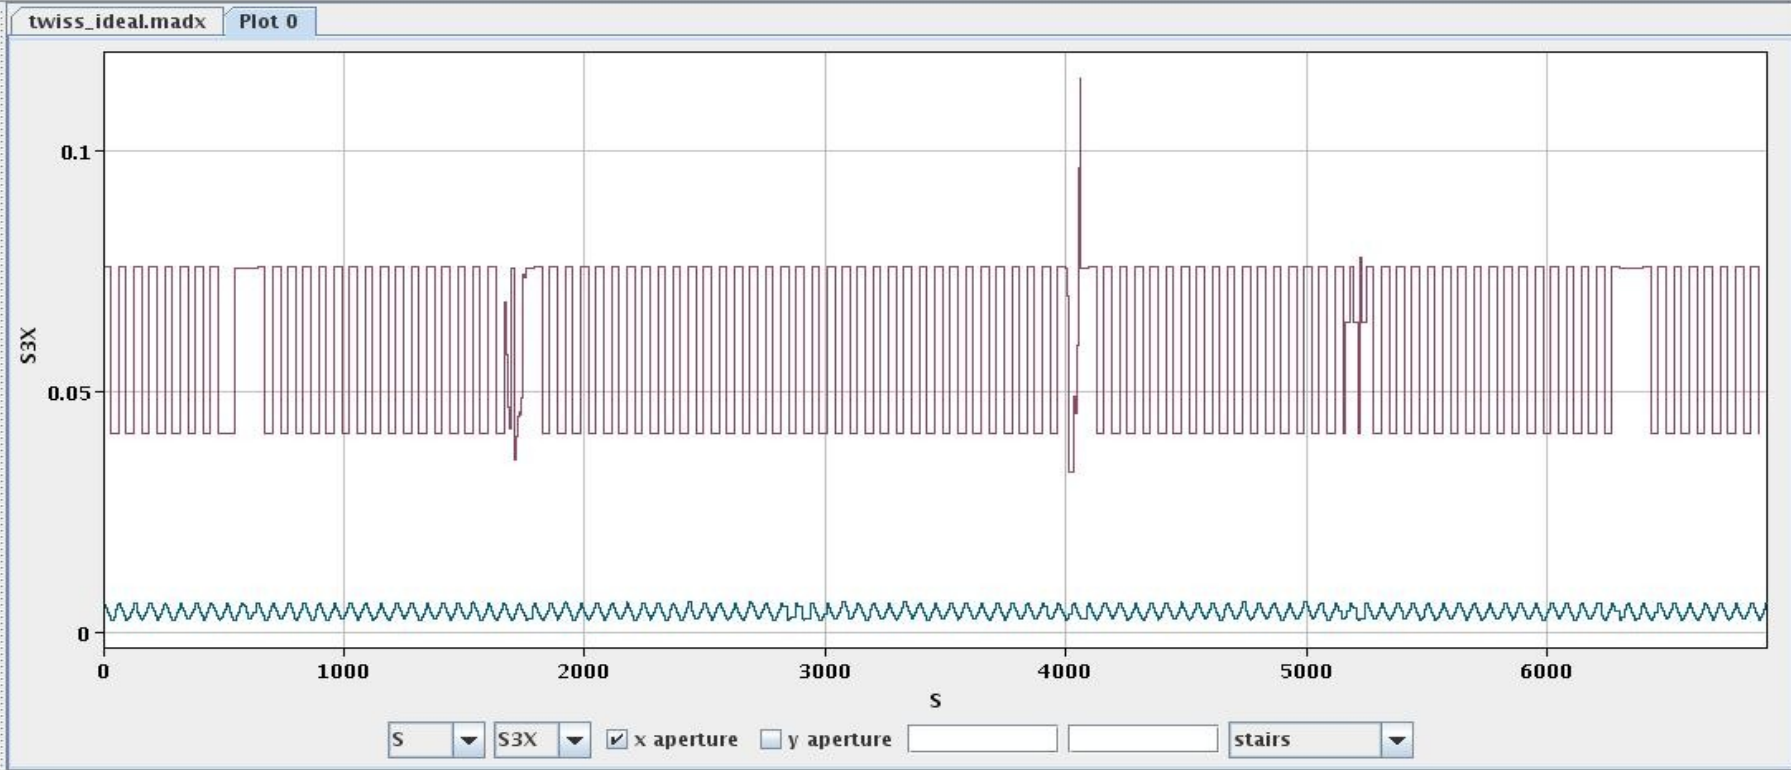 twiss_ideal.madx Plot 0
0.1
S3X
0.05
0
0 1000 2000 3000 4000 5000 6000
S
S S3X x aperture y aperture stairs